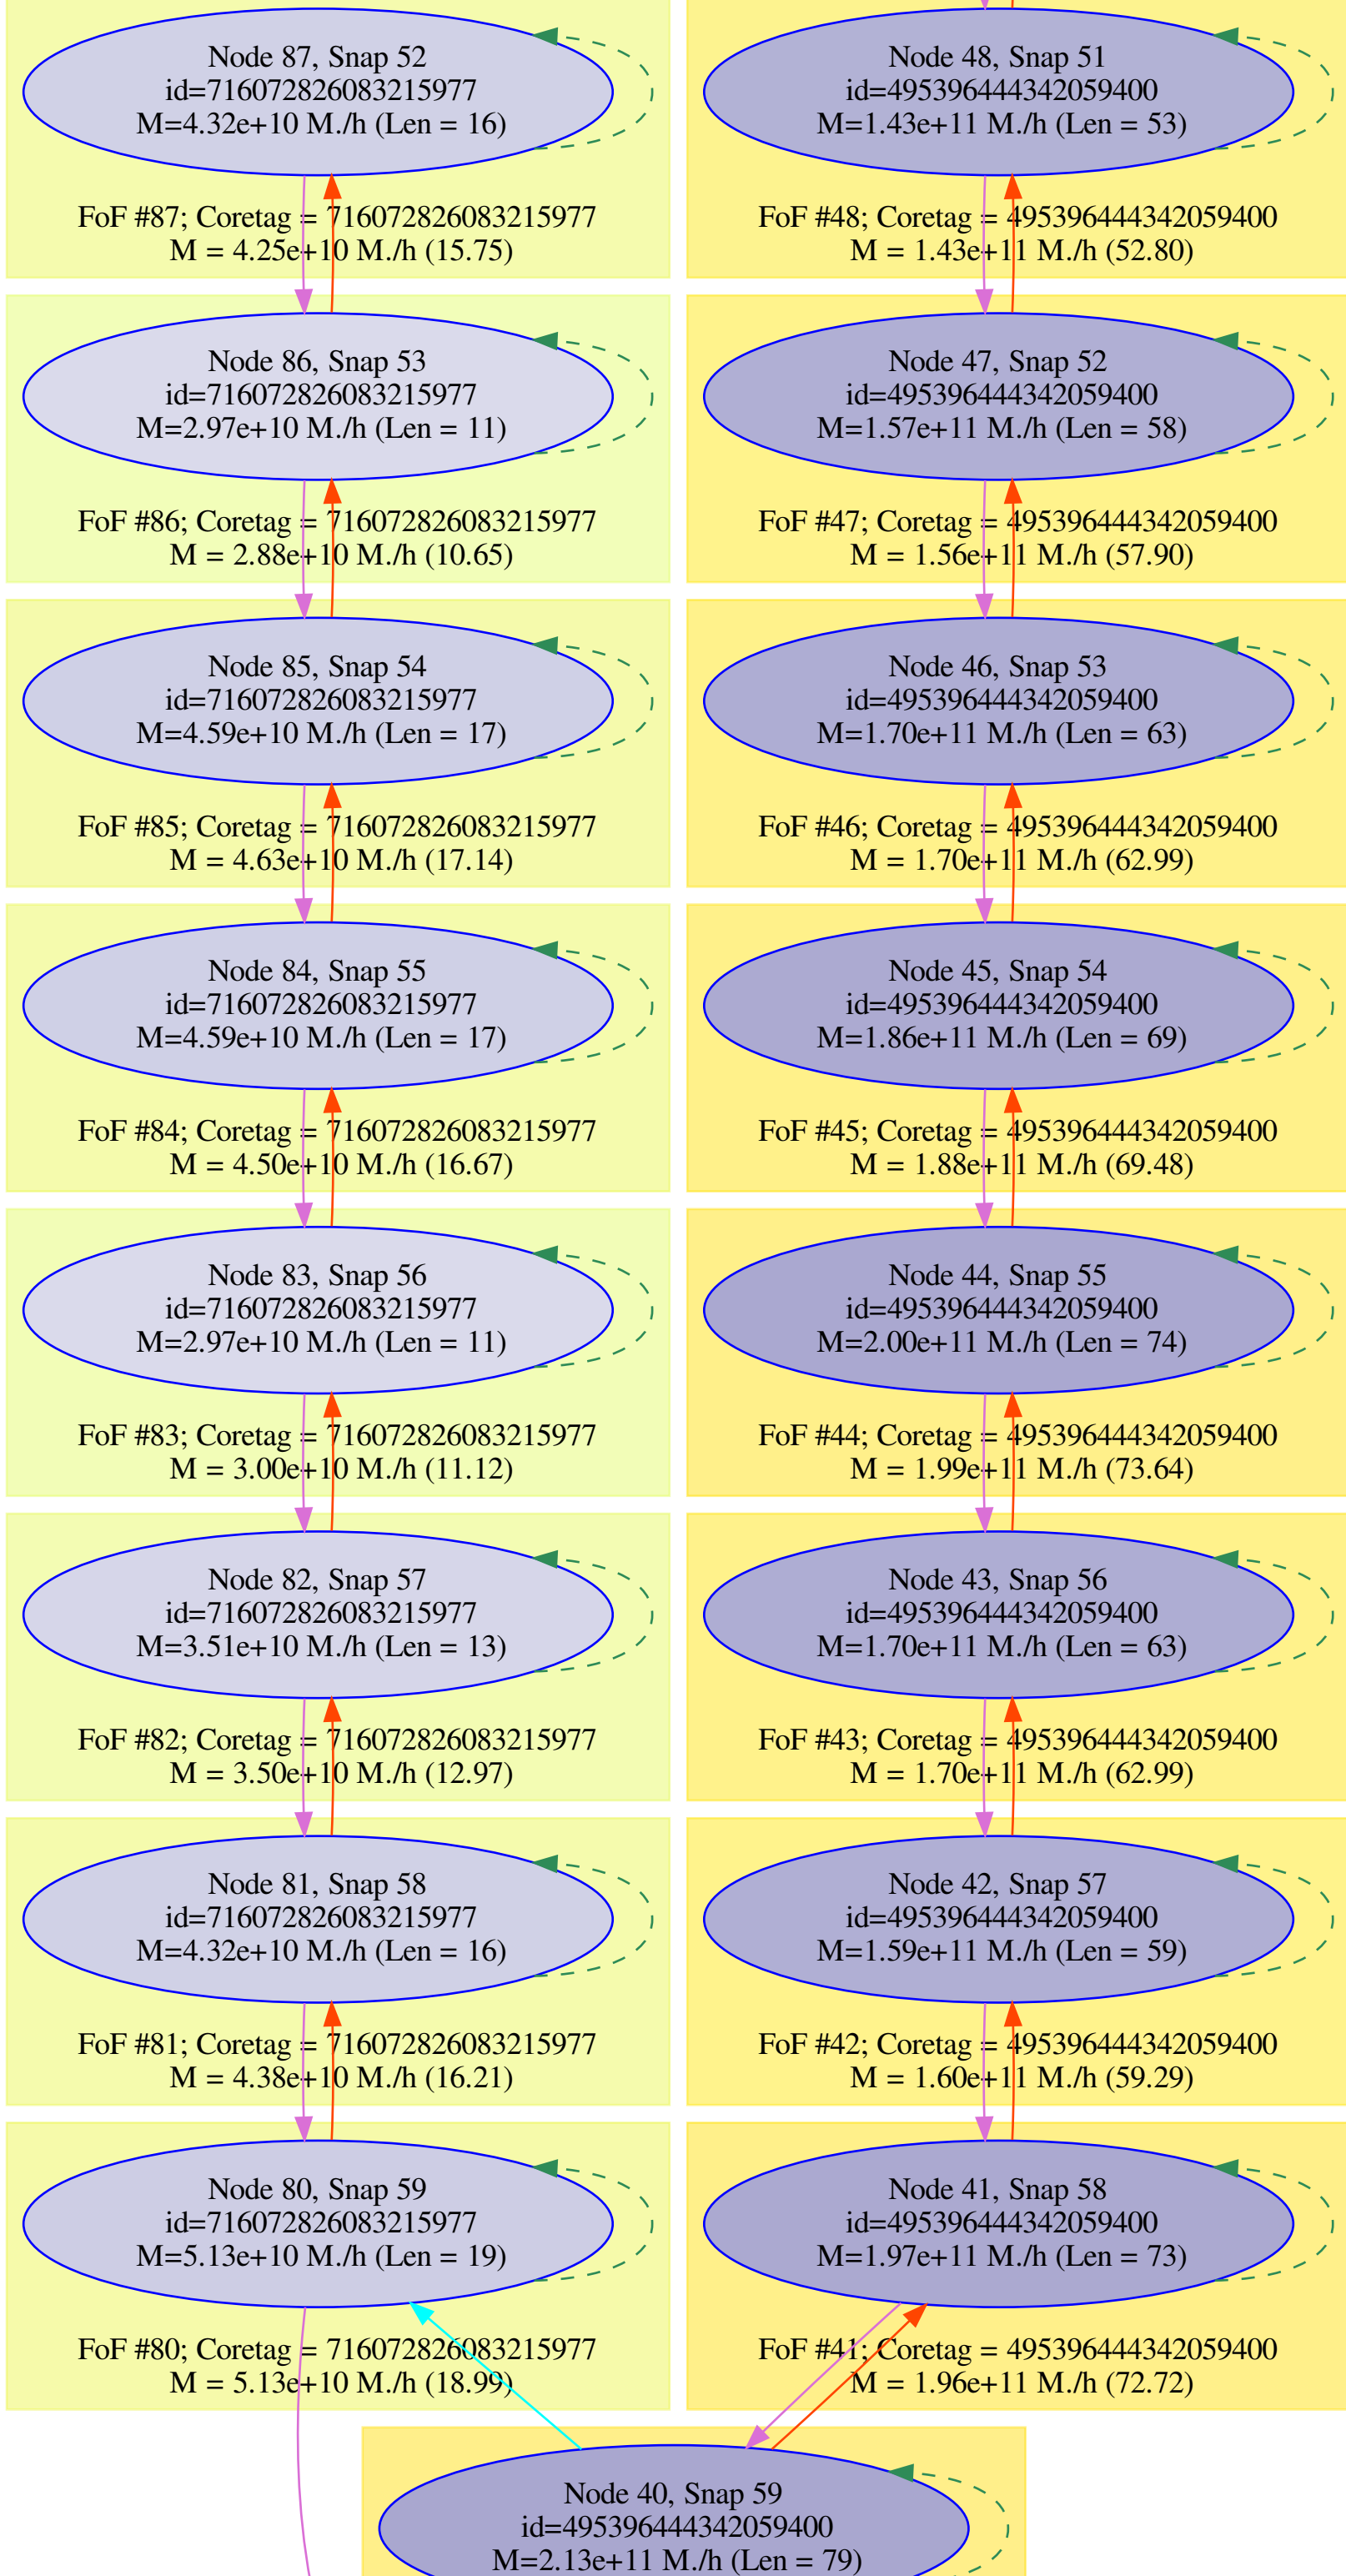 Node 87, Snap 52
id=716072826083215977
M=4.32e+10 M./h (Len = 16)
FoF #87; Coretag = 716072826083215977
M = 4.25e+10 M./h (15.75)
Node 48, Snap 51
id=495396444342059400
M=1.43e+11 M./h (Len = 53)
FoF #48; Coretag = 495396444342059400
M = 1.43e+11 M./h (52.80)
Node 86, Snap 53
id=716072826083215977
M=2.97e+10 M./h (Len = 11)
FoF #86; Coretag = 716072826083215977
M = 2.88e+10 M./h (10.65)
Node 47, Snap 52
id=495396444342059400
M=1.57e+11 M./h (Len = 58)
FoF #47; Coretag = 495396444342059400
M = 1.56e+11 M./h (57.90)
Node 85, Snap 54
id=716072826083215977
M=4.59e+10 M./h (Len = 17)
FoF #85; Coretag = 716072826083215977
M = 4.63e+10 M./h (17.14)
Node 46, Snap 53
id=495396444342059400
M=1.70e+11 M./h (Len = 63)
FoF #46; Coretag = 495396444342059400
M = 1.70e+11 M./h (62.99)
Node 84, Snap 55
id=716072826083215977
M=4.59e+10 M./h (Len = 17)
FoF #84; Coretag = 716072826083215977
M = 4.50e+10 M./h (16.67)
Node 45, Snap 54
id=495396444342059400
M=1.86e+11 M./h (Len = 69)
FoF #45; Coretag = 495396444342059400
M = 1.88e+11 M./h (69.48)
Node 83, Snap 56
id=716072826083215977
M=2.97e+10 M./h (Len = 11)
FoF #83; Coretag = 716072826083215977
M = 3.00e+10 M./h (11.12)
Node 44, Snap 55
id=495396444342059400
M=2.00e+11 M./h (Len = 74)
FoF #44; Coretag = 495396444342059400
M = 1.99e+11 M./h (73.64)
Node 82, Snap 57
id=716072826083215977
M=3.51e+10 M./h (Len = 13)
FoF #82; Coretag = 716072826083215977
M = 3.50e+10 M./h (12.97)
Node 43, Snap 56
id=495396444342059400
M=1.70e+11 M./h (Len = 63)
FoF #43; Coretag = 495396444342059400
M = 1.70e+11 M./h (62.99)
Node 81, Snap 58
id=716072826083215977
M=4.32e+10 M./h (Len = 16)
FoF #81; Coretag = 716072826083215977
M = 4.38e+10 M./h (16.21)
Node 42, Snap 57
id=495396444342059400
M=1.59e+11 M./h (Len = 59)
FoF #42; Coretag = 495396444342059400
M = 1.60e+11 M./h (59.29)
Node 80, Snap 59
id=716072826083215977
M=5.13e+10 M./h (Len = 19)
FoF #80; Coretag = 716072826083215977
M = 5.13e+10 M./h (18.99)
Node 41, Snap 58
id=495396444342059400
M=1.97e+11 M./h (Len = 73)
FoF #41; Coretag = 495396444342059400
M = 1.96e+11 M./h (72.72)
Node 40, Snap 59
id=495396444342059400
M=2.13e+11 M./h (Len = 79)